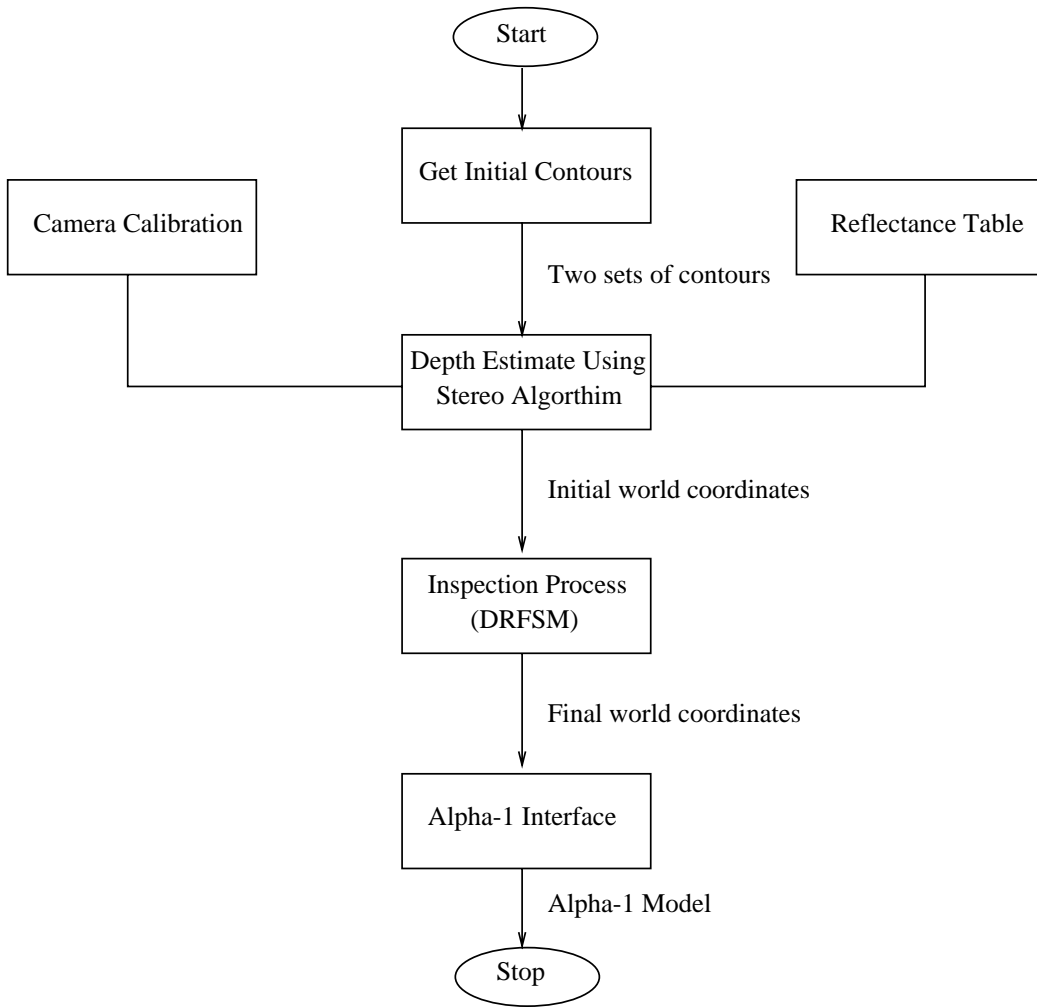 Start
Get Initial Contours
Camera Calibration
Reflectance Table
Two sets of contours
Depth Estimate Using
Stereo Algorthim
Initial world coordinates
Inspection Process
(DRFSM)
Final world coordinates
Alpha-1 Interface
Alpha-1 Model
Stop